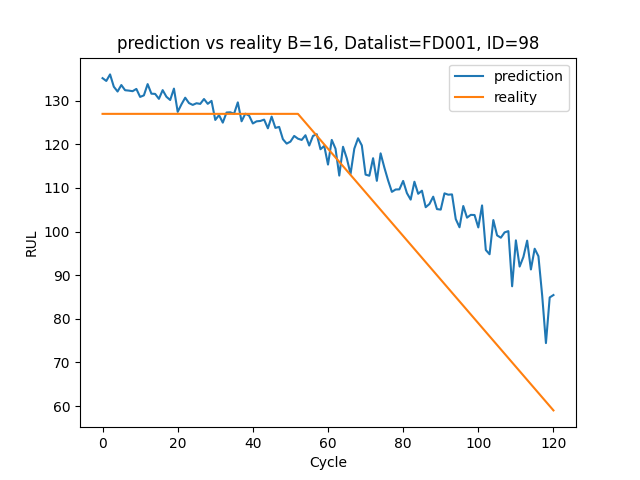 prediction vs reality B=16, Datalist=FD001, ID=98
prediction
reality
RUL
130
120
110
100
90
80
70
60
0 20 40 60 80 100 120
Cycle